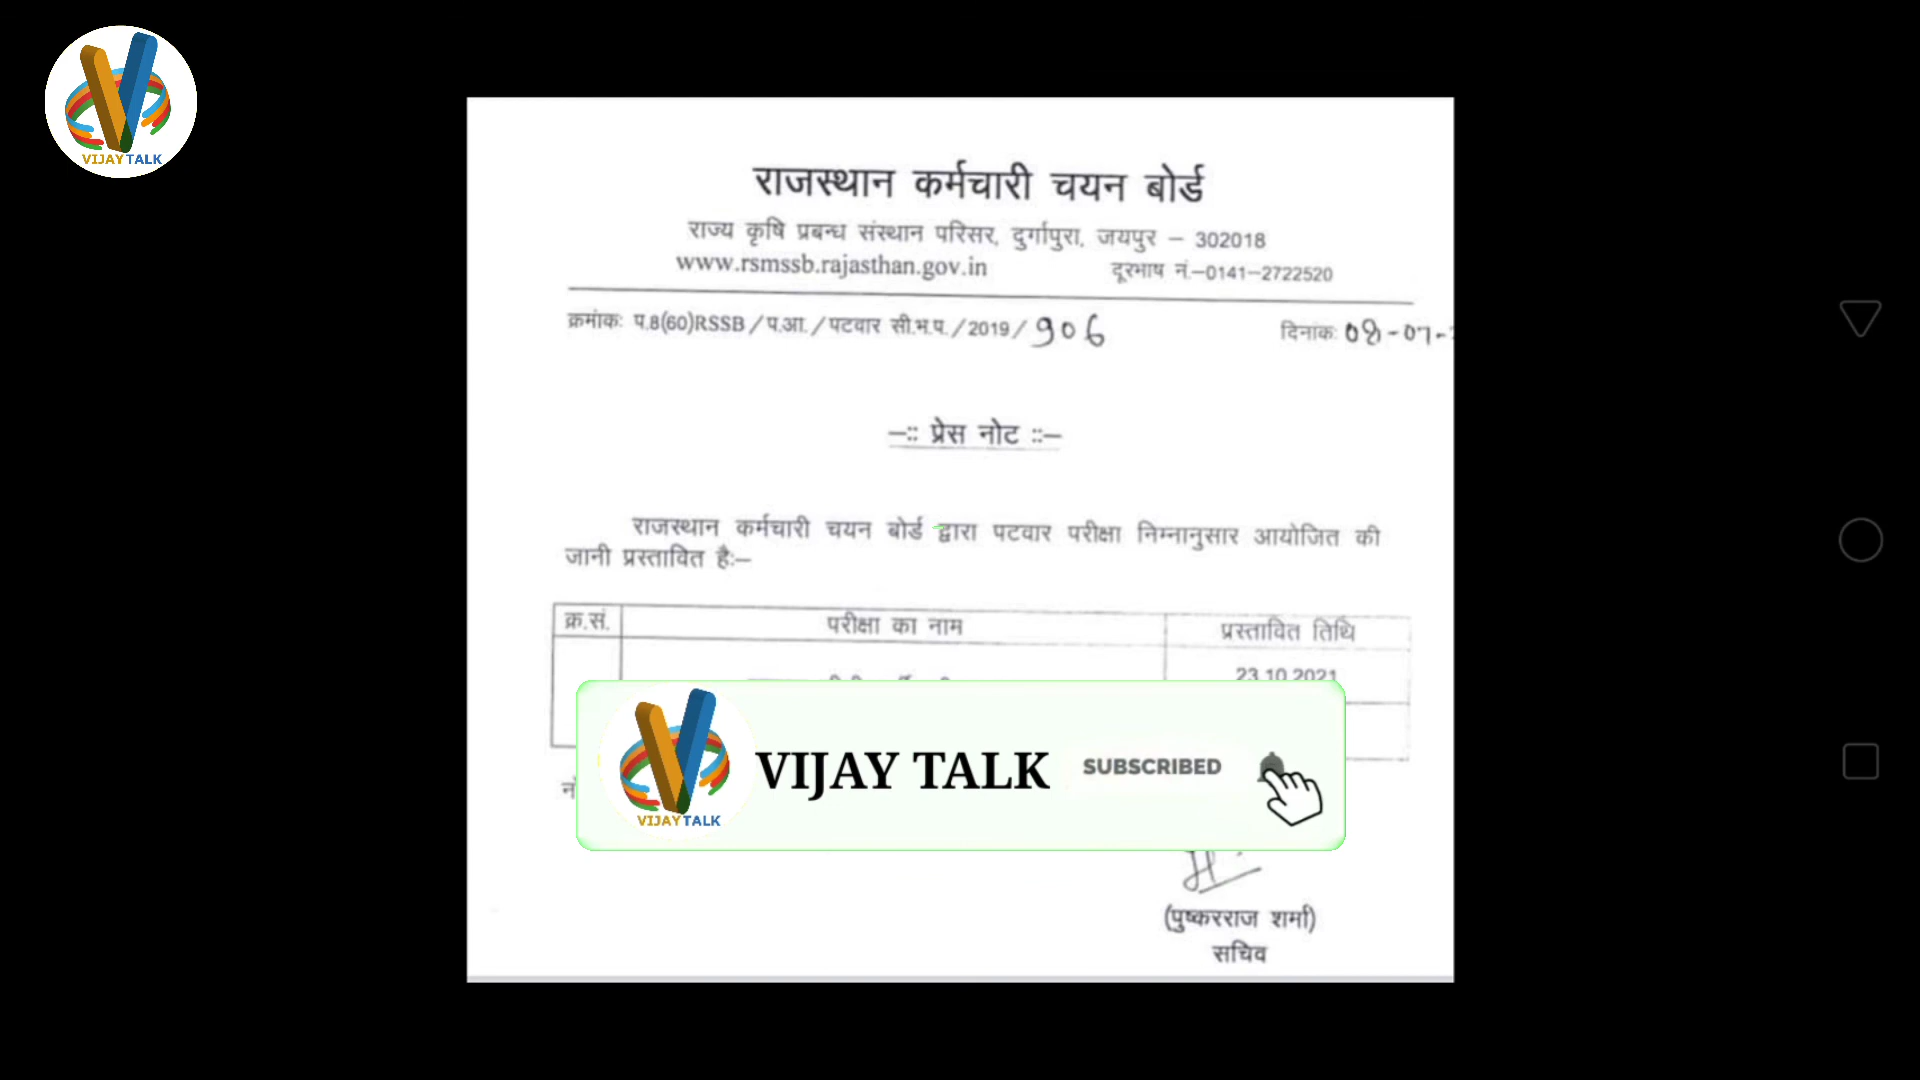 VIJAY TALK
राजस्थान कर्मचारी चयन बोर्ड
राज्य कृषि प्रबन्ध संस्थान परिसर, दुर्गापुरा, जयपुर – 302018
www.rsmssb.rajasthan.gov.in दूरभाष नं.–0141–2722520
क्रमांकः प.8(60)RSSB/प.आ./पटवार सी.भ.प./2019/906 दिनांकः 08-07-
–:: प्रेस नोट ::–
राजस्थान कर्मचारी चयन बोर्ड द्वारा पटवार परीक्षा निम्नानुसार आयोजित की
जानी प्रस्तावित हैः–
क्र.सं. परीक्षा का नाम प्रस्तावित तिथि
23.10.2021
VIJAY TALK SUBSCRIBED
VIJAY TALK
(पुष्करराज शर्मा)
सचिव